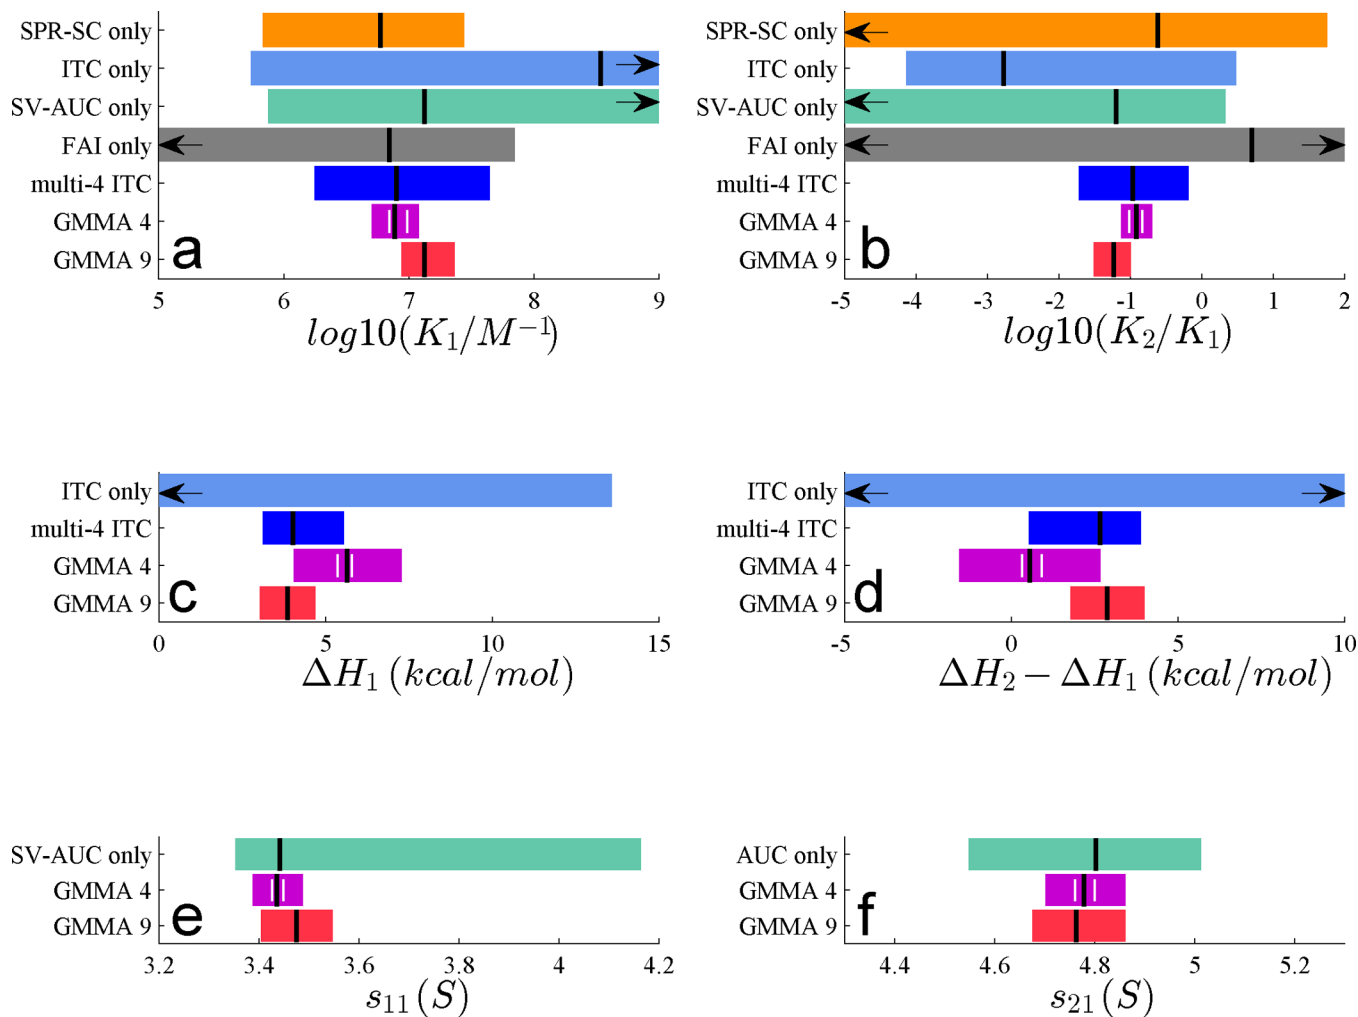 SPR-SC only
ITC only
SV-AUC only
FAI only
multi-4 ITC
GMMA 4
GMMA 9
a
5 6 7 8 9
log10(K₁/M⁻¹)
SPR-SC only
ITC only
SV-AUC only
FAI only
multi-4 ITC
GMMA 4
GMMA 9
b
-5 -4 -3 -2 -1 0 1 2
log10(K₂/K₁)
ITC only
multi-4 ITC
GMMA 4
GMMA 9
c
0 5 10 15
ΔH₁ (kcal/mol)
ITC only
multi-4 ITC
GMMA 4
GMMA 9
d
-5 0 5 10
ΔH₂ − ΔH₁ (kcal/mol)
SV-AUC only
GMMA 4
GMMA 9
e
3.2 3.4 3.6 3.8 4 4.2
s₁₁(S)
AUC only
GMMA 4
GMMA 9
f
4.4 4.6 4.8 5 5.2
s₂₁(S)